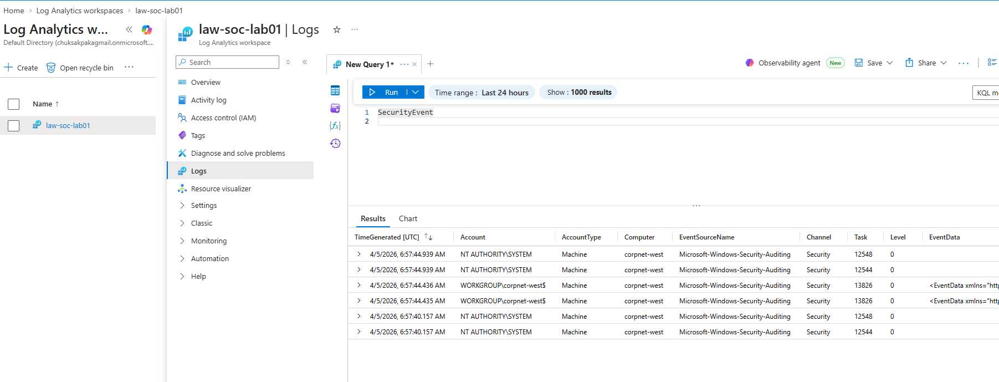 Home > Log Analytics workspaces > law-soc-lab01
Log Analytics w...
Default Directory (chuksakpakagmail.onmicrosoft....
+ Create Open recycle bin ...
Name ↑
law-soc-lab01
law-soc-lab01 | Logs
Log Analytics workspace
Search
Overview
Activity log
Access control (IAM)
Tags
Diagnose and solve problems
Logs
Resource visualizer
Settings
Classic
Monitoring
Automation
Help
New Query 1* ... × +
Observability agent New Save Share ...
Run Time range : Last 24 hours Show : 1000 results KQL m
1 SecurityEvent
2
Results Chart
TimeGenerated [UTC] ↑↓ Account AccountType Computer EventSourceName Channel Task Level EventData
4/5/2026, 6:57:44.939 AM NT AUTHORITY\SYSTEM Machine corpnet-west Microsoft-Windows-Security-Auditing Security 12548 0
4/5/2026, 6:57:44.939 AM NT AUTHORITY\SYSTEM Machine corpnet-west Microsoft-Windows-Security-Auditing Security 12544 0
4/5/2026, 6:57:44.436 AM WORKGROUP\corpnet-west$ Machine corpnet-west Microsoft-Windows-Security-Auditing Security 13826 0 <EventData xmlns="http
4/5/2026, 6:57:44.435 AM WORKGROUP\corpnet-west$ Machine corpnet-west Microsoft-Windows-Security-Auditing Security 13826 0 <EventData xmlns="http
4/5/2026, 6:57:40.157 AM NT AUTHORITY\SYSTEM Machine corpnet-west Microsoft-Windows-Security-Auditing Security 12548 0
4/5/2026, 6:57:40.157 AM NT AUTHORITY\SYSTEM Machine corpnet-west Microsoft-Windows-Security-Auditing Security 12544 0